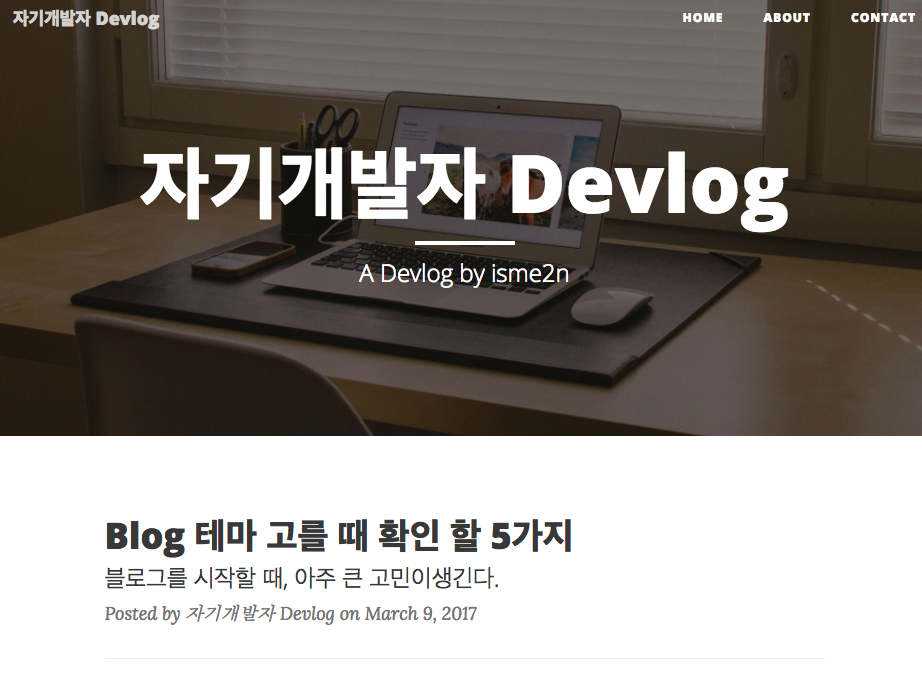 자기개발자 Devlog
HOME ABOUT CONTACT
자기개발자 Devlog
A Devlog by isme2n
Blog 테마 고를 때 확인 할 5가지
블로그를 시작할 때, 아주 큰 고민이생긴다.
Posted by 자기개발자 Devlog on March 9, 2017